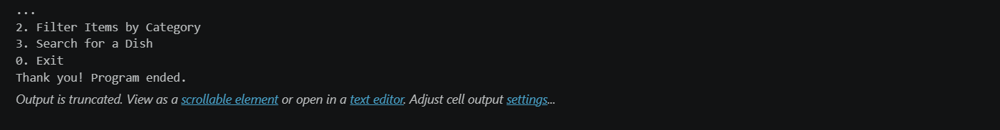 ...
2. Filter Items by Category
3. Search for a Dish
0. Exit
Thank you! Program ended.
Output is truncated. View as a scrollable element or open in a text editor. Adjust cell output settings...